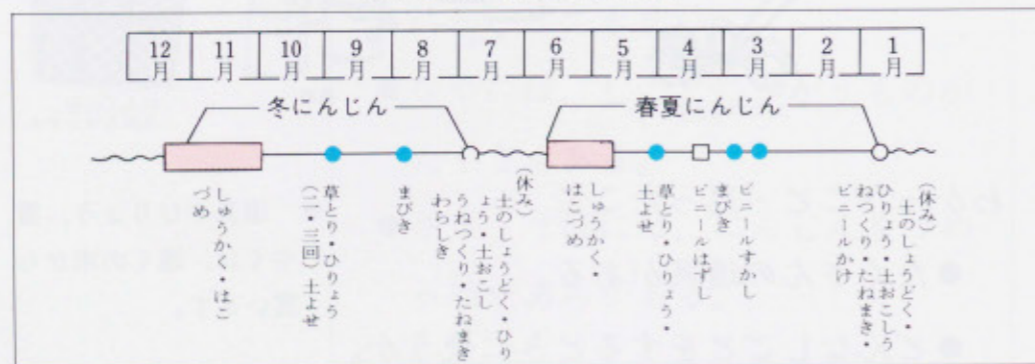 1月
2月
3月
4月
5月
6月
7月
8月
9月
10月
11月
12月
春夏にんじん
冬にんじん
(休み)
土のしょうどく・
ひりょう・土おこしう
ねつくり・たねまき・
ビニールかけ
ビニールすかし
まびき
ビニールはずし
草とり・ひりょう・
土よせ
しゅうかく・
はこづめ
(休み)
土のしょうどく・ひり
ょう・土おこし
うねつくり・たねまき
わらしき
まびき
草とり・ひりょう
(二・三回)土よせ
しゅうかく・はこ
づめ